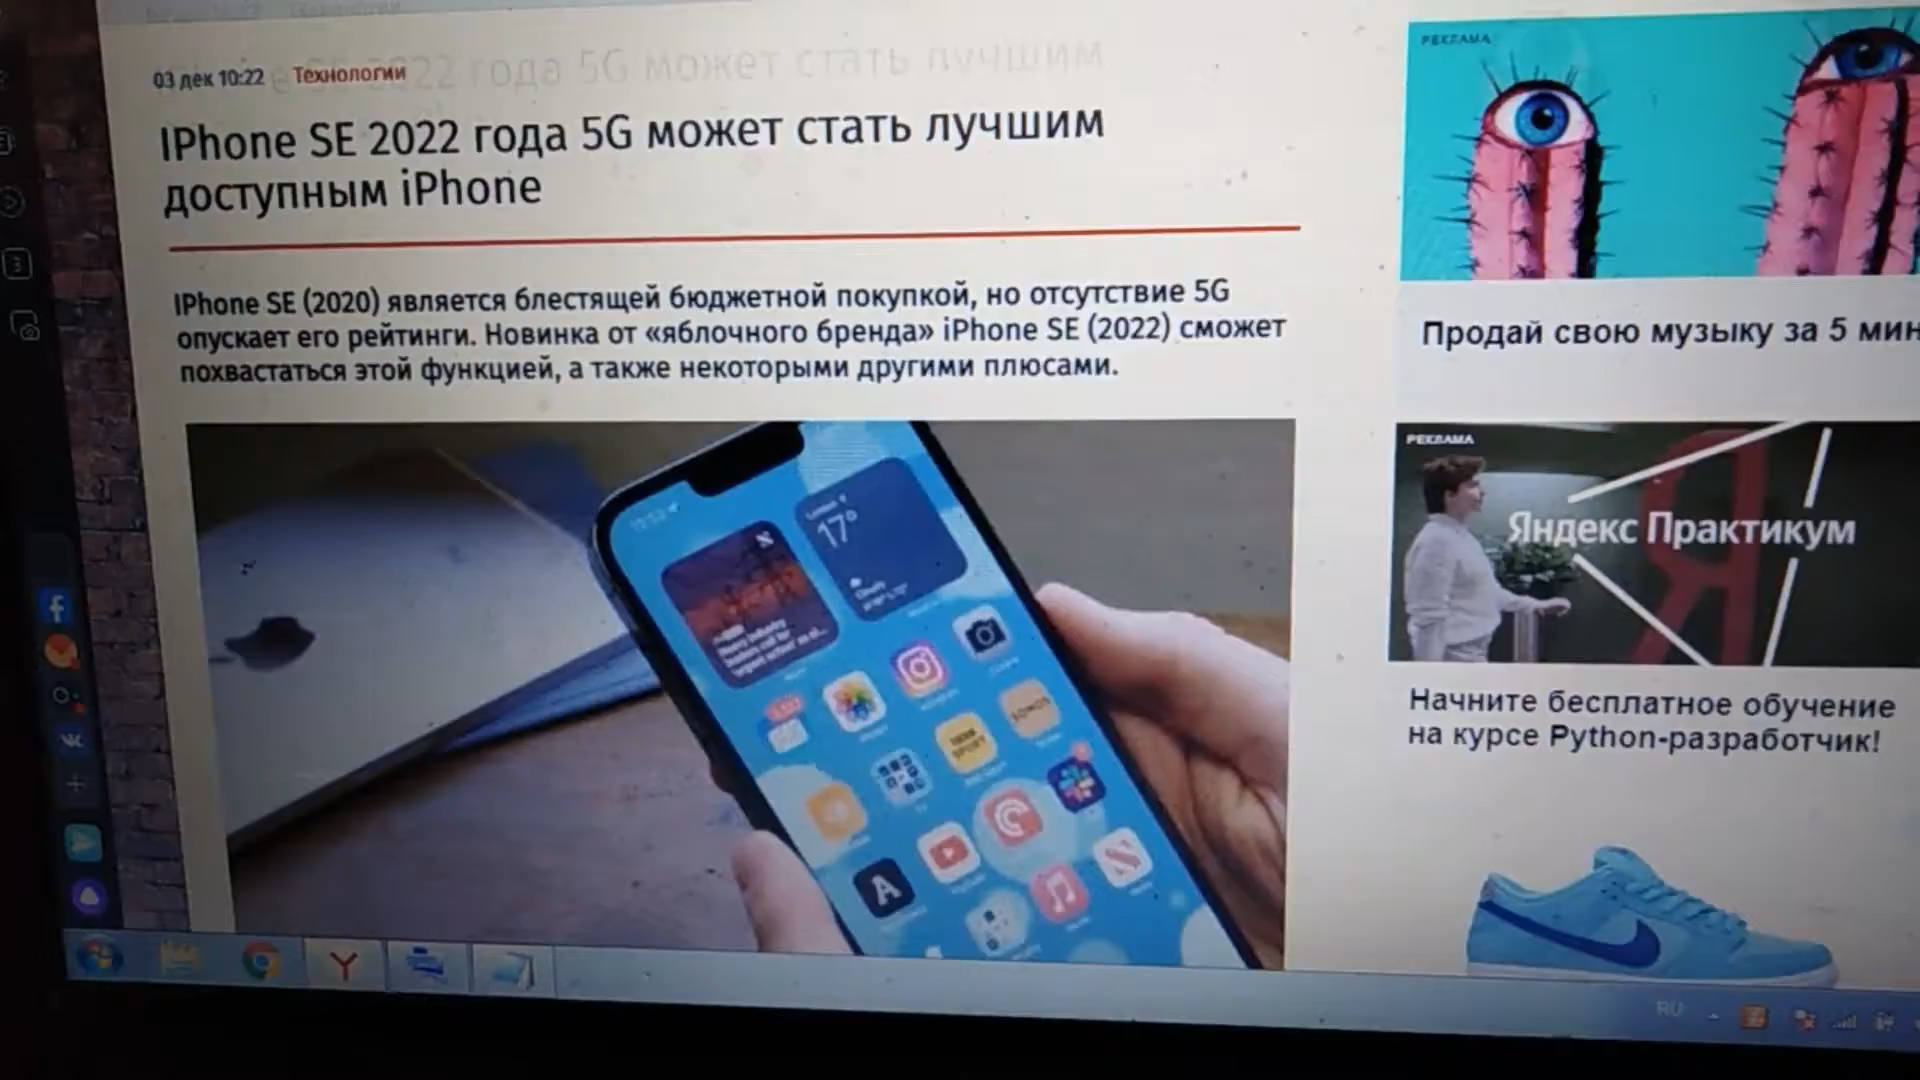 03 дек 10:22 Технологии
IPhone SE 2022 года 5G может стать лучшим
доступным iPhone
IPhone SE (2020) является блестящей бюджетной покупкой, но отсутствие 5G
опускает его рейтинги. Новинка от «яблочного бренда» iPhone SE (2022) сможет
похвастаться этой функцией, а также некоторыми другими плюсами.
17°
SONOS
РЕКЛАМА
Продай свою музыку за 5 мин
РЕКЛАМА
Яндекс Практикум
Начните бесплатное обучение
на курсе Python-разработчик!
RU